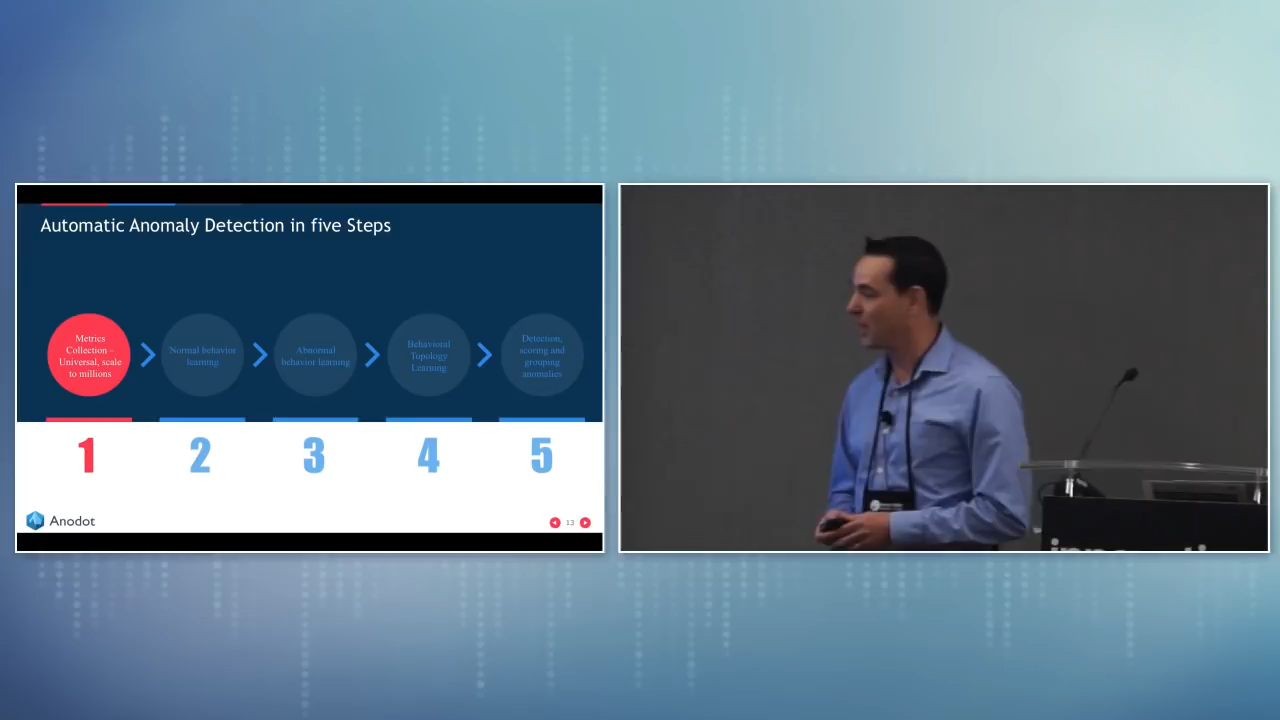 Automatic Anomaly Detection in five Steps
Metrics
Collection –
Universal, scale
to millions
Normal behavior
learning
Abnormal
behavior learning
Behavioral
Topology
Learning
Detection,
scoring and
grouping
anomalies
1
2
3
4
5
Anodot
13